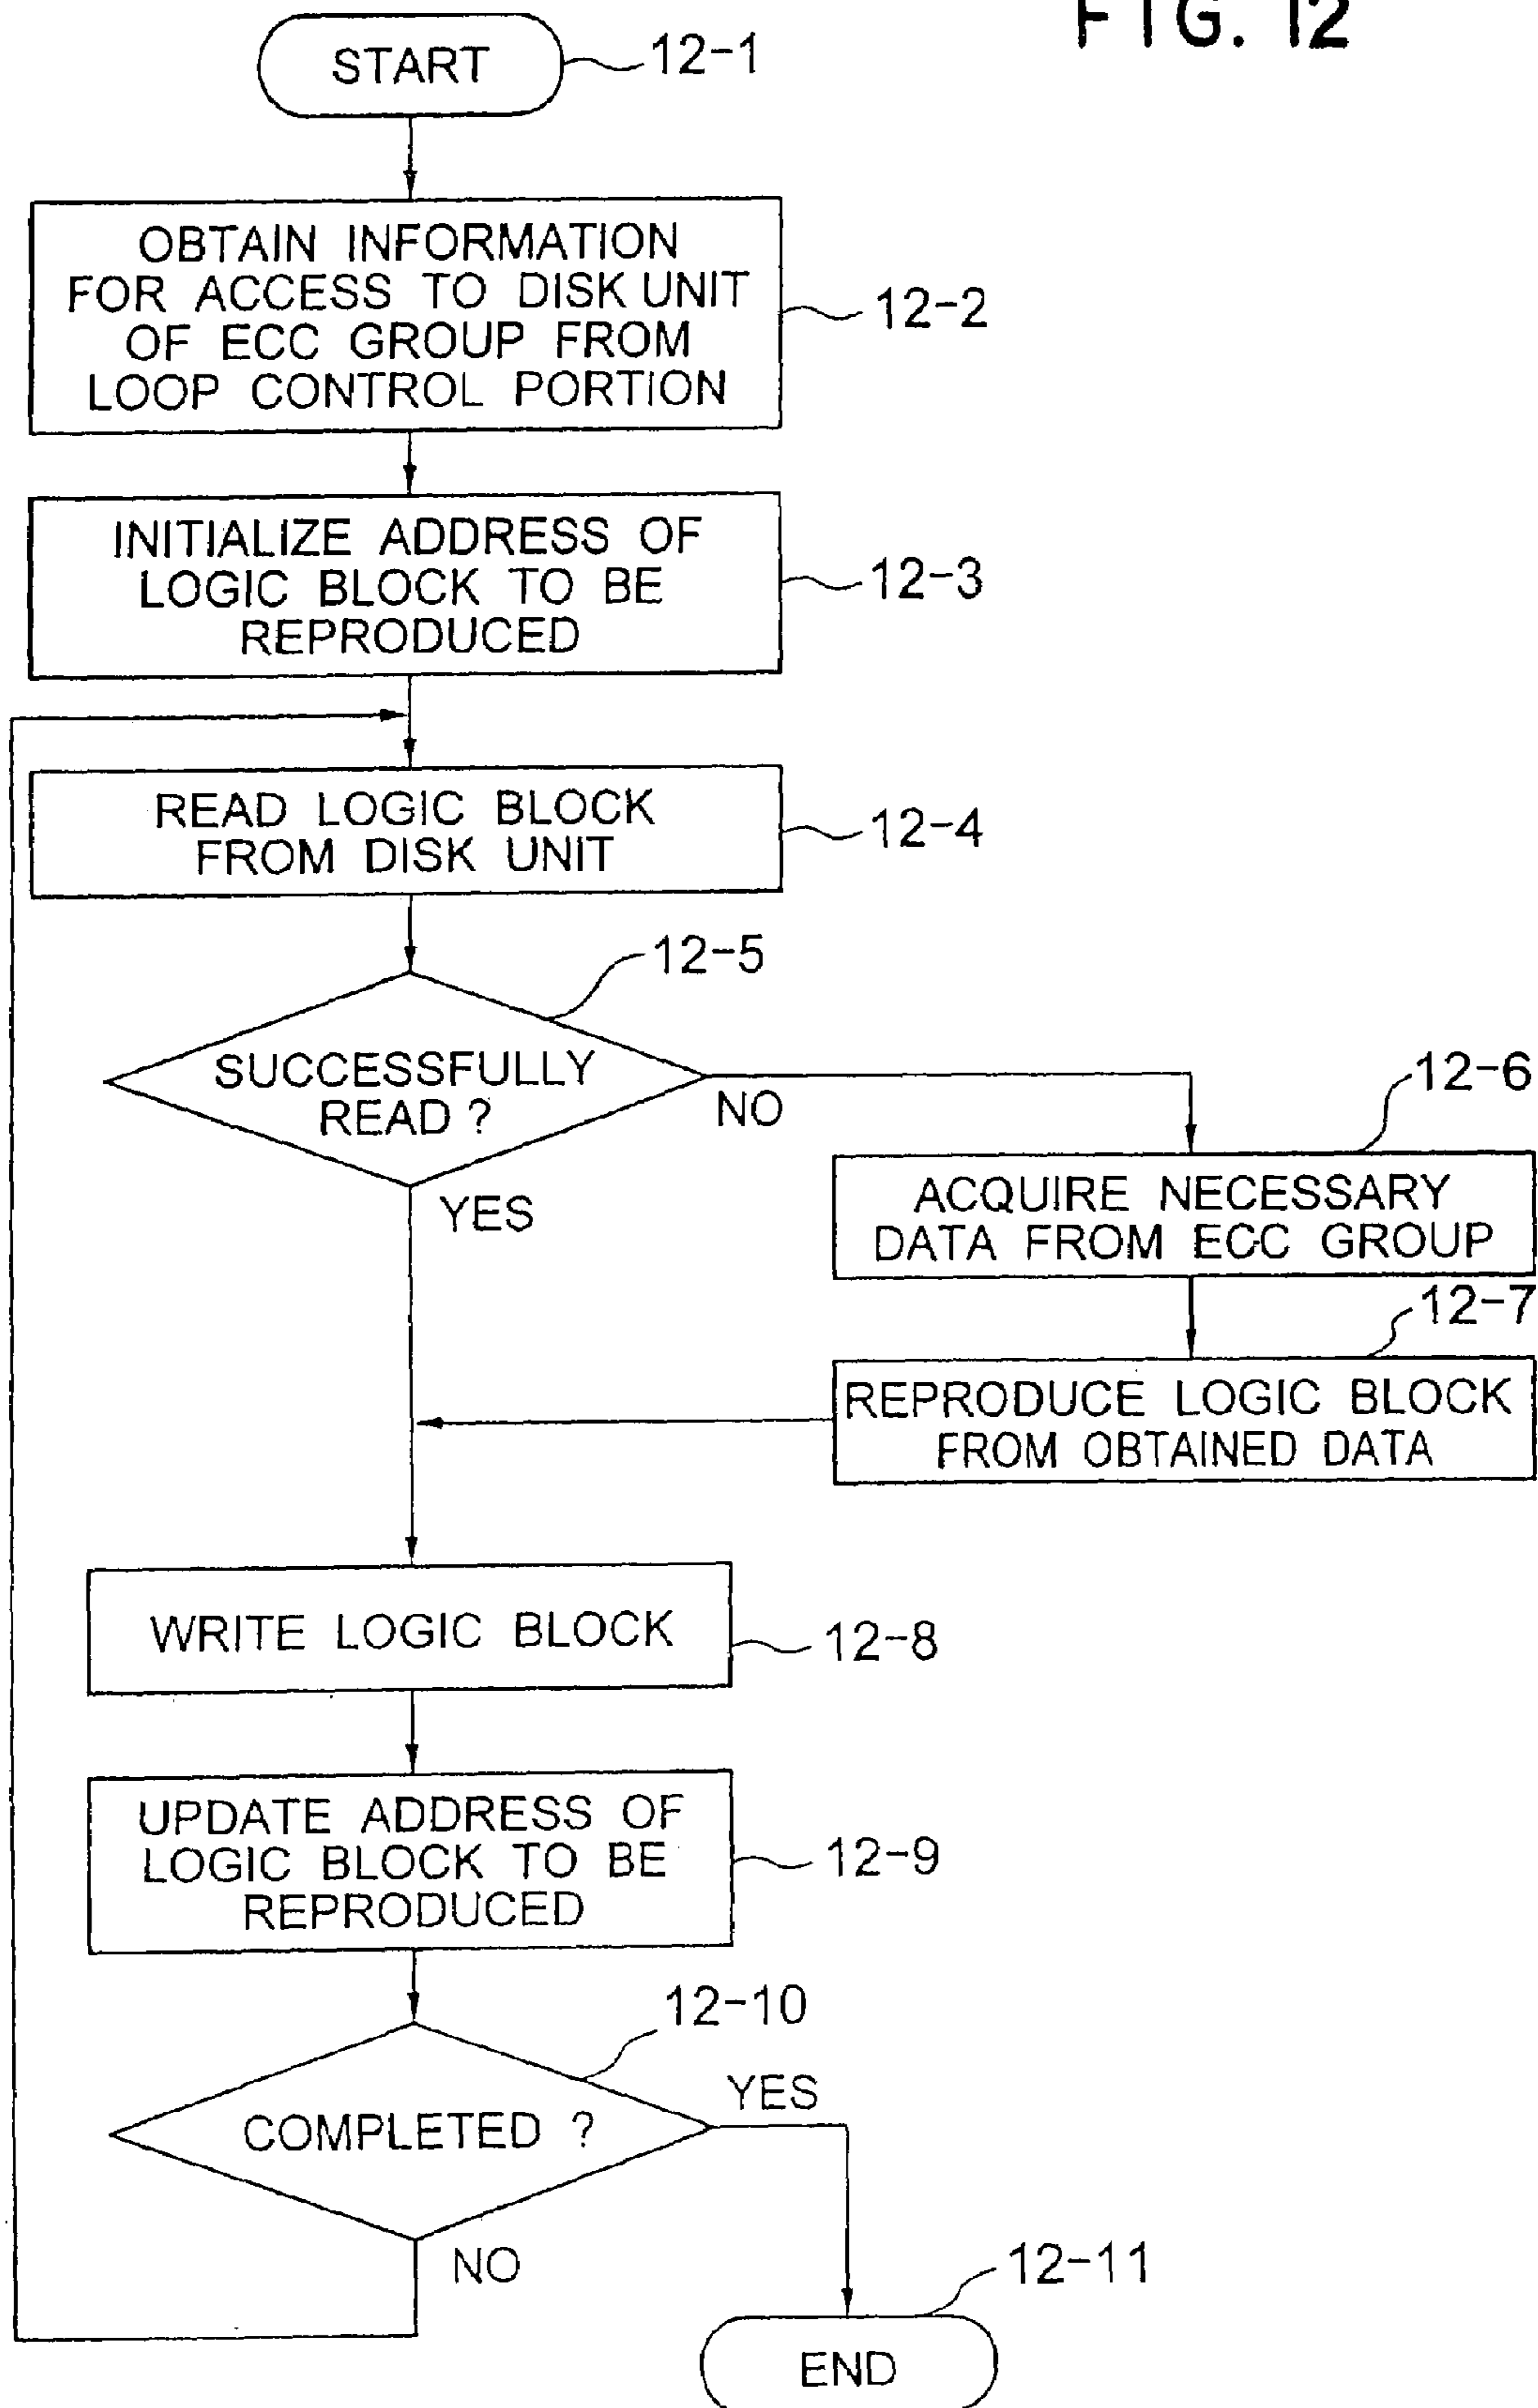 FIG. 12
START
12-1
OBTAIN INFORMATION
FOR ACCESS TO DISK UNIT
OF ECC GROUP FROM
LOOP CONTROL PORTION
12-2
INITIALIZE ADDRESS OF
LOGIC BLOCK TO BE
REPRODUCED
12-3
READ LOGIC BLOCK
FROM DISK UNIT
12-4
12-5
SUCCESSFULLY
READ ?
NO
YES
12-6
ACQUIRE NECESSARY
DATA FROM ECC GROUP
12-7
REPRODUCE LOGIC BLOCK
FROM OBTAINED DATA
WRITE LOGIC BLOCK
12-8
UPDATE ADDRESS OF
LOGIC BLOCK TO BE
REPRODUCED
12-9
12-10
COMPLETED ?
YES
NO
12-11
END